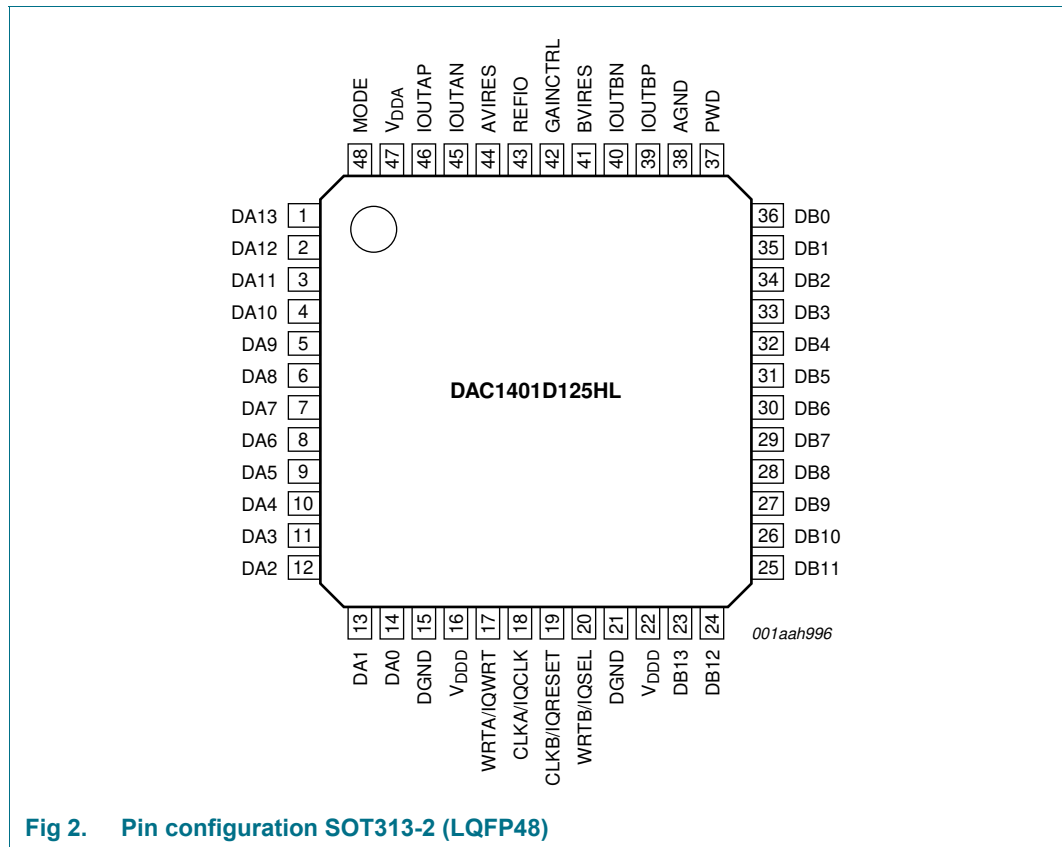 MODE
VDDA
IOUTAP
IOUTAN
AVIRES
REFIO
GAINCTRL
BVIRES
IOUTBN
IOUTBP
AGND
PWD
48
47
46
45
44
43
42
41
40
39
38
37
DA13 1
36 DB0
DA12 2
35 DB1
DA11 3
34 DB2
DA10 4
33 DB3
DA9 5
32 DB4
DA8 6
31 DB5
DAC1401D125HL
DA7 7
30 DB6
DA6 8
29 DB7
DA5 9
28 DB8
DA4 10
27 DB9
DA3 11
26 DB10
DA2 12
25 DB11
13
14
15
16
17
18
19
20
21
22
23
24
001aah996
DA1
DA0
DGND
VDDD
WRTA/IQWRT
CLKA/IQCLK
CLKB/IQRESET
WRTB/IQSEL
DGND
VDDD
DB13
DB12
Fig 2. Pin configuration SOT313-2 (LQFP48)